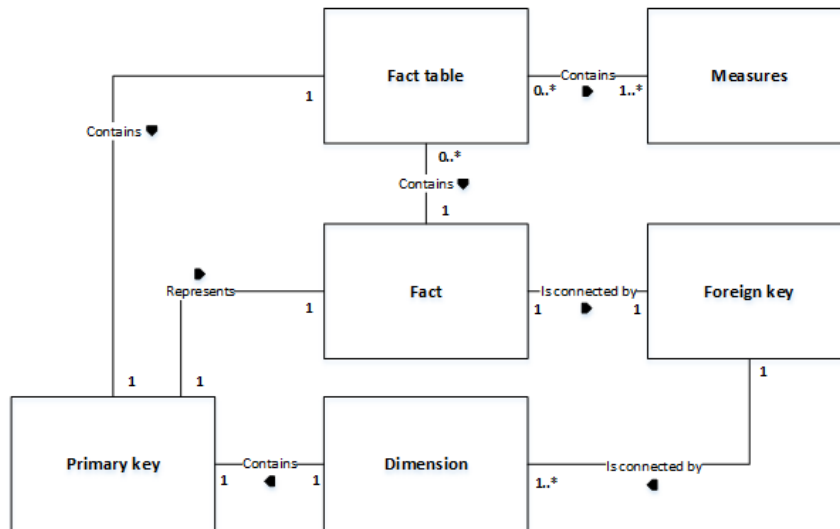 Fact table
Measures
Contains
1
0..*
1..*
Contains
0..*
Contains
1
Represents
Fact
Is connected by
Foreign key
1
1
1
1
1
1
Primary key
Contains
Dimension
Is connected by
1
1
1..*